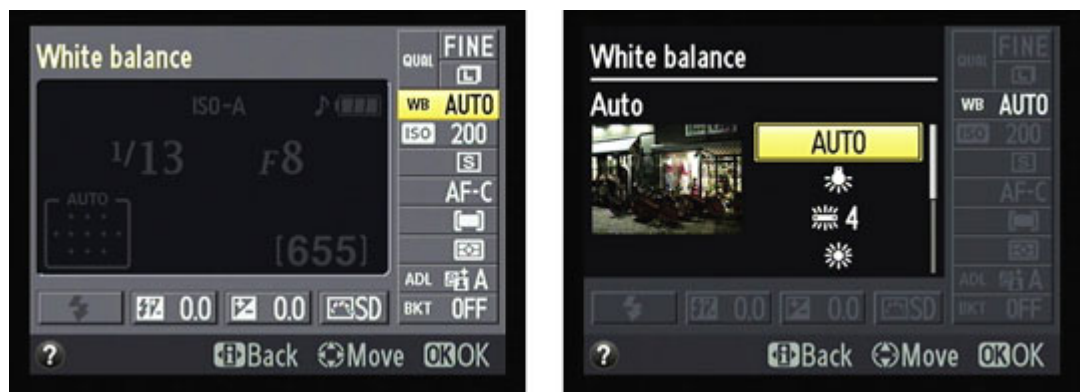 White balance
QUAL FINE
L
ISO-A
WB AUTO
ISO 200
1/13 F8
S
AF-C
AUTO
[655]
ADL A
0.0 0.0 SD BKT OFF
? i Back Move OK OK
White balance
QUAL FINE
L
Auto
WB AUTO
AUTO
ISO 200
S
4
AF-C
ADL A
0.0 0.0 SD BKT OFF
? i Back Move OK OK